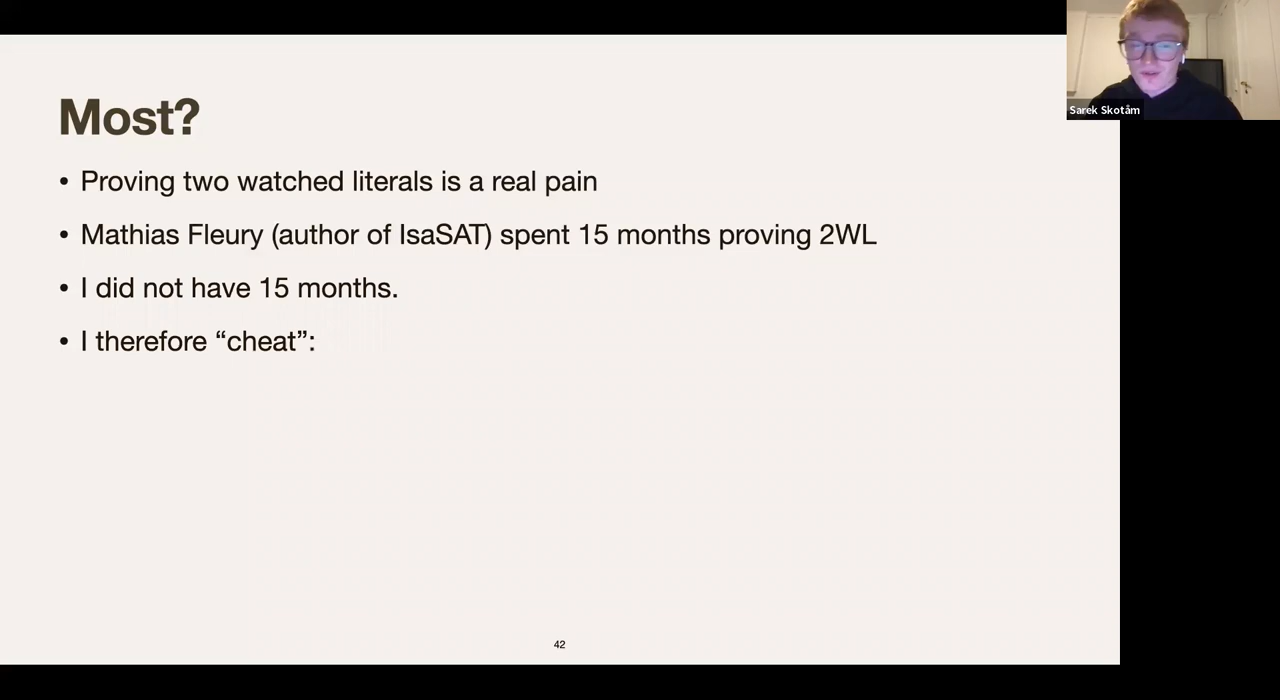 Sarek Skotåm
Most?
• Proving two watched literals is a real pain
• Mathias Fleury (author of IsaSAT) spent 15 months proving 2WL
• I did not have 15 months.
• I therefore “cheat”:
42